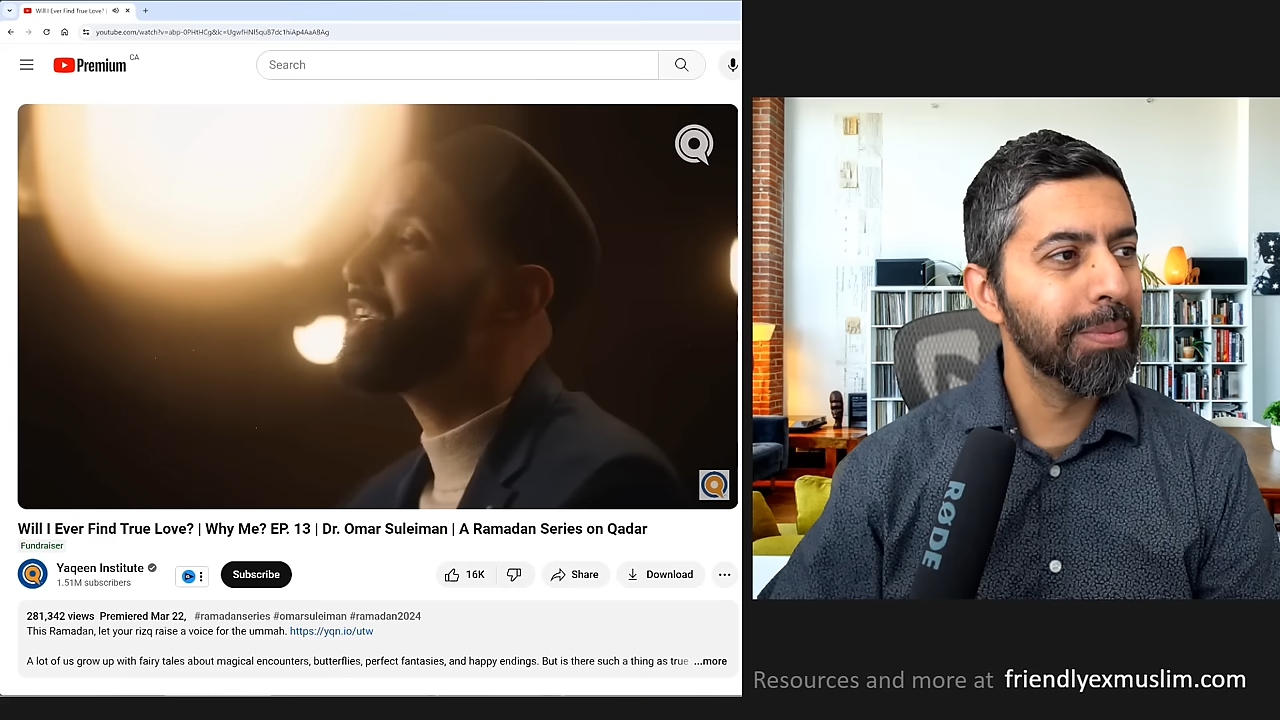 Will I Ever Find True Love? |
youtube.com/watch?v=abp-0PHtHCg&lc=UgwfHNl5quB7dc1hiAp4AaABAg
Premium CA
Search
Will I Ever Find True Love? | Why Me? EP. 13 | Dr. Omar Suleiman | A Ramadan Series on Qadar
Fundraiser
Yaqeen Institute
1.51M subscribers
Subscribe
16K
Share
Download
281,342 views Premiered Mar 22, #ramadanseries #omarsuleiman #ramadan2024
This Ramadan, let your rizq raise a voice for the ummah. https://yqn.io/utw
A lot of us grow up with fairy tales about magical encounters, butterflies, perfect fantasies, and happy endings. But is there such a thing as true ...more
RØDE
Resources and more at friendlyexmuslim.com